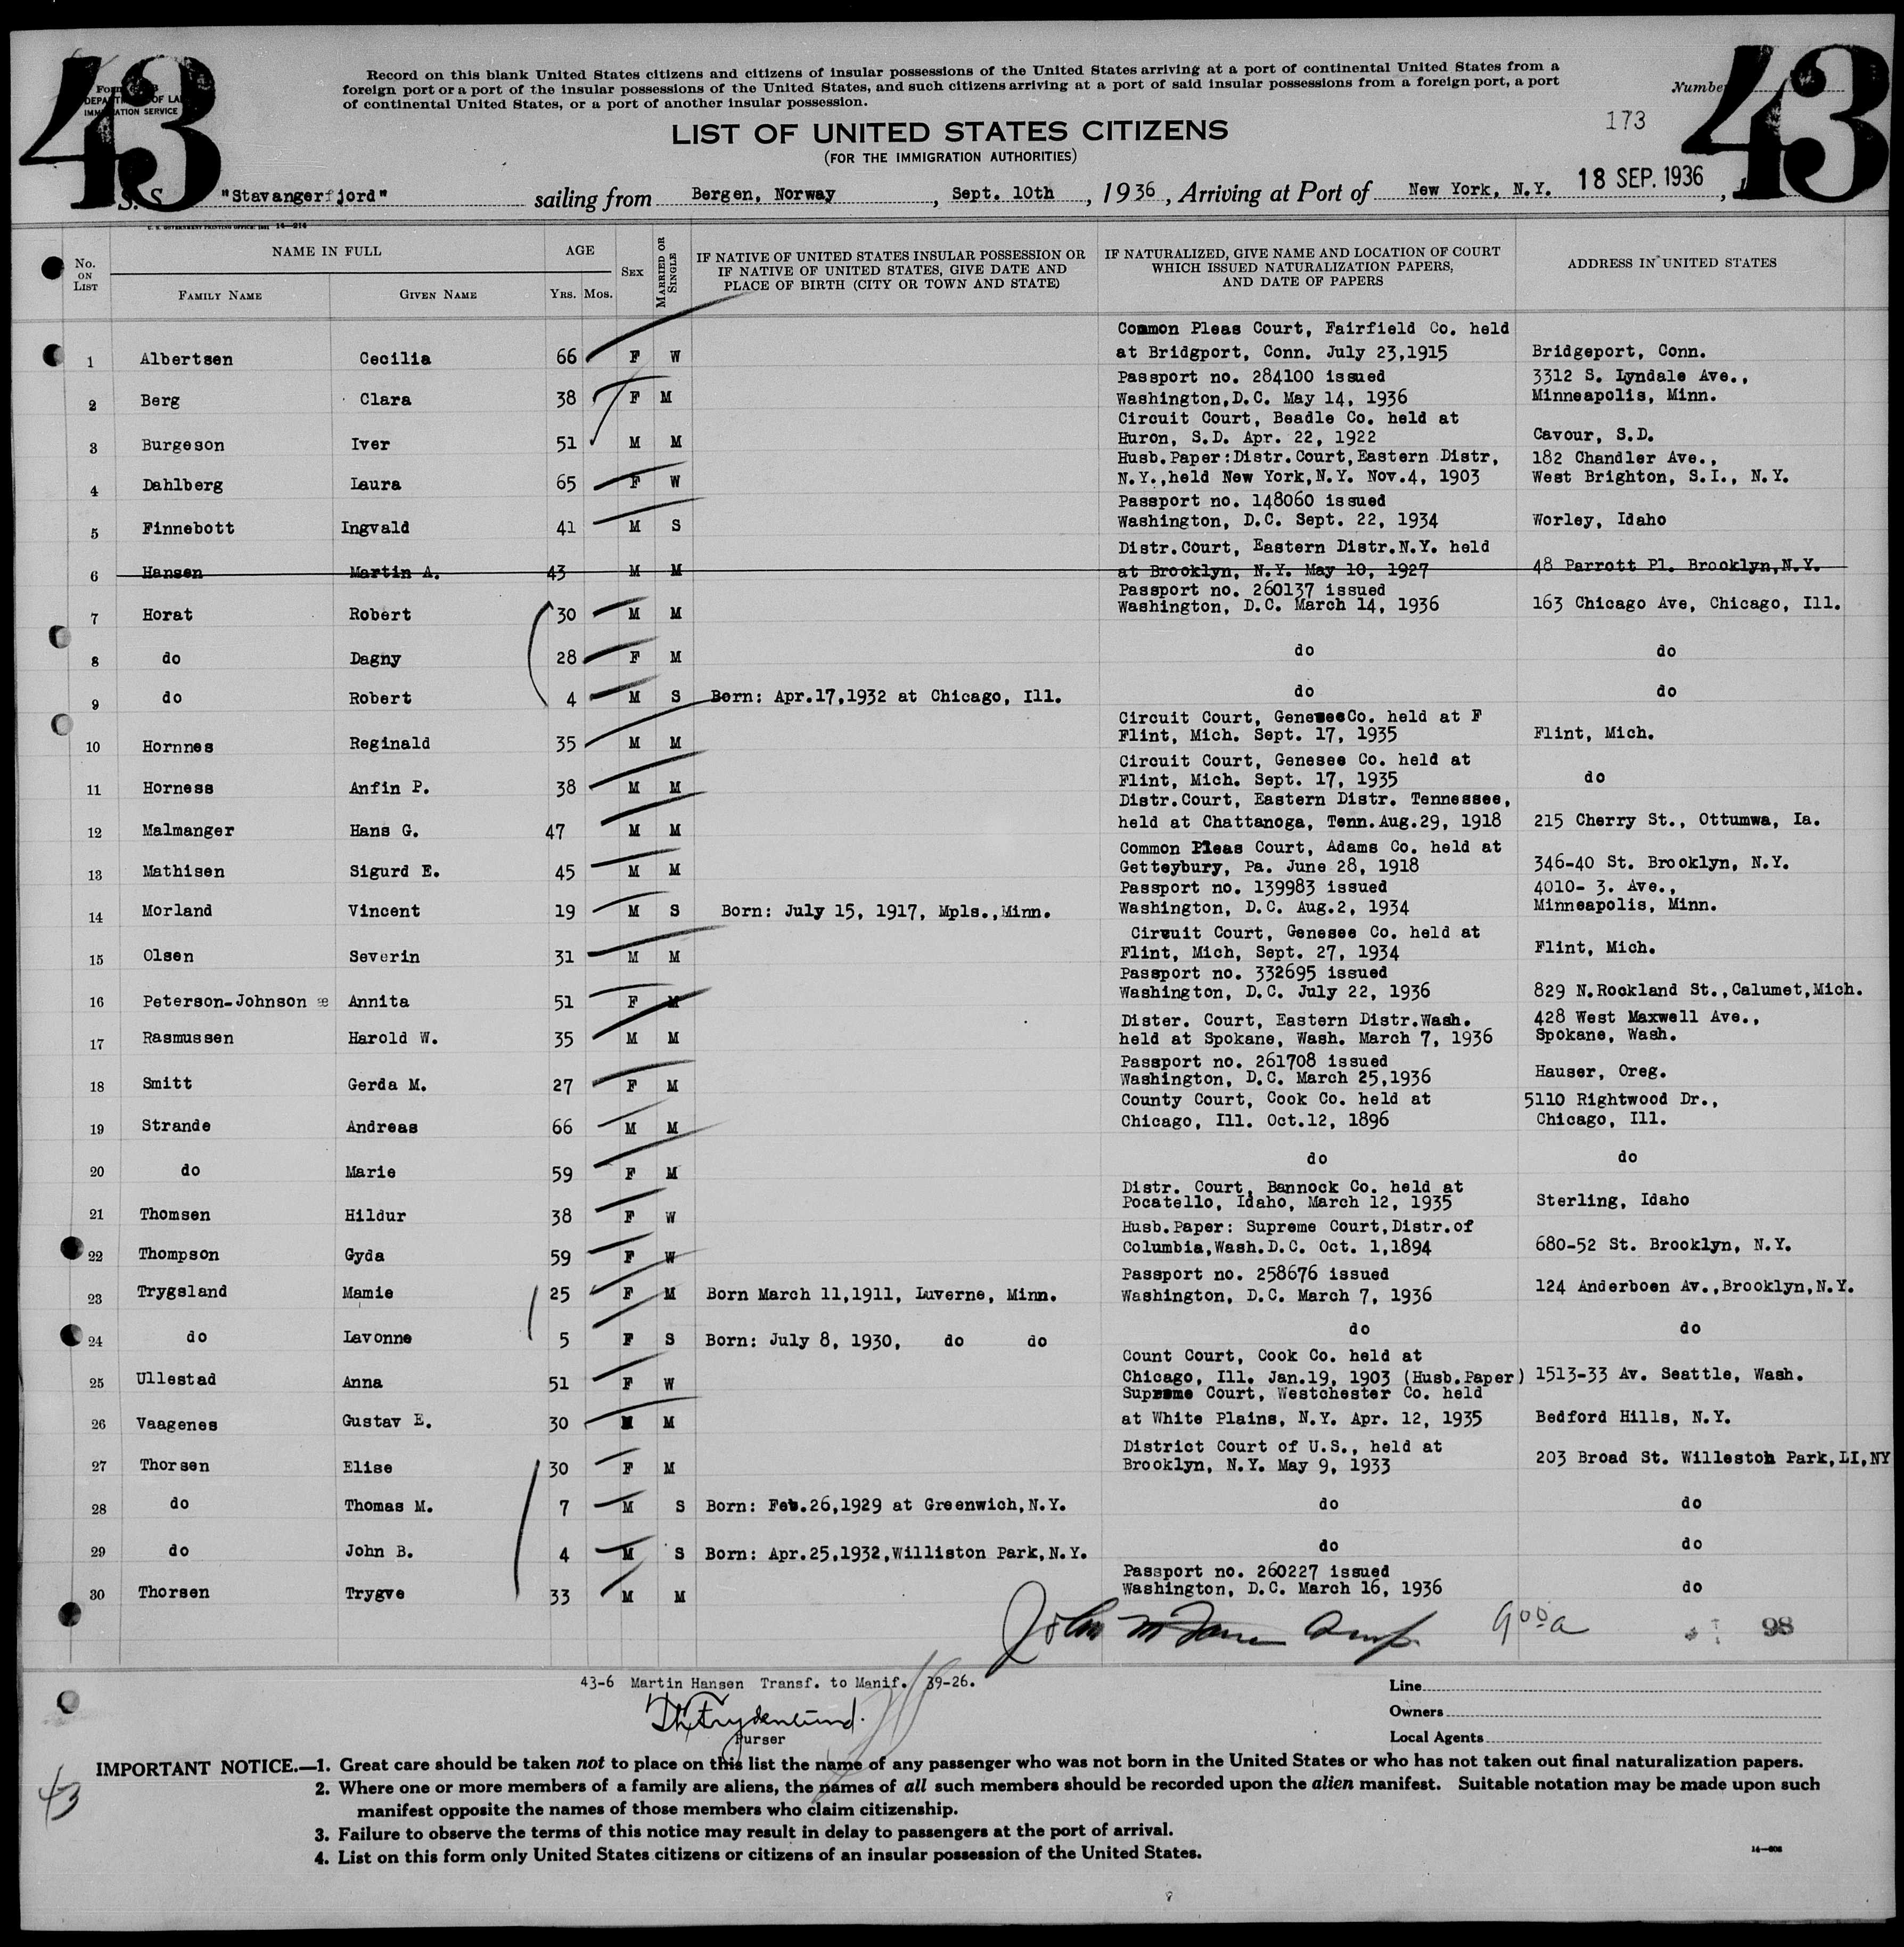 43
43
Form
DEPARTMENT OF LA
IMMIGRATION SERVICE
Record on this blank United States citizens and citizens of insular possessions of the United States arriving at a port of continental United States from a
foreign port or a port of the insular possessions of the United States, and such citizens arriving at a port of said insular possessions from a foreign port, a port
of continental United States, or a port of another insular possession.
Number
173
LIST OF UNITED STATES CITIZENS
(FOR THE IMMIGRATION AUTHORITIES)
S. S. "Stavangerfjord" sailing from Bergen, Norway, Sept. 10th, 1936, Arriving at Port of New York, N.Y. 18 SEP. 1936
U. S. GOVERNMENT PRINTING OFFICE: 1931 14-214
No. ON LIST NAME IN FULL FAMILY NAME GIVEN NAME AGE YRS. MOS. SEX MARRIED OR SINGLE IF NATIVE OF UNITED STATES INSULAR POSSESSION OR IF NATIVE OF UNITED STATES, GIVE DATE AND PLACE OF BIRTH (CITY OR TOWN AND STATE) IF NATURALIZED, GIVE NAME AND LOCATION OF COURT WHICH ISSUED NATURALIZATION PAPERS, AND DATE OF PAPERS ADDRESS IN UNITED STATES
Common Pleas Court, Fairfield Co. held
1 Albertsen Cecilia 66 F W at Bridgport, Conn. July 23,1915 Bridgeport, Conn.
Passport no. 284100 issued 3312 S. Lyndale Ave.,
2 Berg Clara 38 F M Washington,D.C. May 14, 1936 Minneapolis, Minn.
Circuit Court, Beadle Co. held at
3 Burgeson Iver 51 M M Huron, S.D. Apr. 22, 1922 Cavour, S.D.
Husb.Paper:Distr.Court,Eastern Distr, 182 Chandler Ave.,
4 Dahlberg Laura 65 F W N.Y.,held New York,N.Y. Nov.4, 1903 West Brighton, S.I., N.Y.
Passport no. 148060 issued
5 Finnebott Ingvald 41 M S Washington, D.C. Sept. 22, 1934 Worley, Idaho
Distr.Court, Eastern Distr.N.Y. held
6 Hansen Martin A. 43 M M at Brooklyn, N.Y. May 10, 1927 48 Parrott Pl. Brooklyn,N.Y.
Passport no. 260137 issued
7 Horat Robert 30 M M Washington, D.C. March 14, 1936 163 Chicago Ave, Chicago, Ill.
8 do Dagny 28 F M do do
9 do Robert 4 M S Born: Apr.17,1932 at Chicago, Ill. do do
Circuit Court, GeneseeCo. held at F
10 Hornnes Reginald 35 M M Flint, Mich. Sept. 17, 1935 Flint, Mich.
Circuit Court, Genesee Co. held at
11 Horness Anfin P. 38 M M Flint, Mich. Sept. 17, 1935 do
Distr.Court, Eastern Distr. Tennessee,
12 Malmanger Hans G. 47 M M held at Chattanoga, Tenn.Aug.29, 1918 215 Cherry St., Ottumwa, Ia.
Common Pleas Court, Adams Co. held at
13 Mathisen Sigurd E. 45 M M Getteybury, Pa. June 28, 1918 346-40 St. Brooklyn, N.Y.
Passport no. 139983 issued 4010- 3. Ave.,
14 Morland Vincent 19 M S Born: July 15, 1917, Mpls.,Minn. Washington, D.C. Aug.2, 1934 Minneapolis, Minn.
Circuit Court, Genesee Co. held at
15 Olsen Severin 31 M M Flint, Mich, Sept. 27, 1934 Flint, Mich.
Passport no. 332695 issued
16 Peterson-Johnson æ Annita 51 F M Washington, D.C. July 22, 1936 829 N.Rockland St.,Calumet,Mich.
Dister. Court, Eastern Distr.Wash. 428 West Maxwell Ave.,
17 Rasmussen Harold W. 35 M M held at Spokane, Wash. March 7, 1936 Spokane, Wash.
Passport no. 261708 issued
18 Smitt Gerda M. 27 F M Washington, D.C. March 25,1936 Hauser, Oreg.
County Court, Cook Co. held at 5110 Rightwood Dr.,
19 Strande Andreas 66 M M Chicago, Ill. Oct.12, 1896 Chicago, Ill.
20 do Marie 59 F M do do
Distr. Court, Bannock Co. held at
21 Thomsen Hildur 38 F W Pocatello, Idaho, March 12, 1935 Sterling, Idaho
Husb.Paper: Supreme Court,Distr.of
22 Thompson Gyda 59 F W Columbia,Wash.D.C. Oct. 1,1894 680-52 St. Brooklyn, N.Y.
Passport no. 258676 issued
23 Trygsland Mamie 25 F M Born March 11,1911, Luverne, Minn. Washington, D.C. March 7, 1936 124 Anderboen Av.,Brooklyn,N.Y.
24 do Lavonne 5 F S Born: July 8, 1930, do do do do
Count Court, Cook Co. held at
25 Ullestad Anna 51 F W Chicago, Ill. Jan.19, 1903 (Husb.Paper) 1513-33 Av. Seattle, Wash.
Supreme Court, Westchester Co. held
26 Vaagenes Gustav E. 30 M M at White Plains, N.Y. Apr. 12, 1935 Bedford Hills, N.Y.
District Court of U.S., held at
27 Thorsen Elise 30 F M Brooklyn, N.Y. May 9, 1933 203 Broad St. Willeston Park,LI,NY
28 do Thomas M. 7 M S Born: Feb.26,1929 at Greenwich,N.Y. do do
29 do John B. 4 M S Born: Apr.25,1932,Williston Park,N.Y. do do
Passport no. 260227 issued
30 Thorsen Trygve 33 M M Washington, D.C. March 16, 1936 do
John M 9 00 a 98
43-6 Martin Hansen Transf. to Manif. 39-26.
Purser
Line
Owners
Local Agents
43
IMPORTANT NOTICE.—1. Great care should be taken not to place on this list the name of any passenger who was not born in the United States or who has not taken out final naturalization papers.
2. Where one or more members of a family are aliens, the names of all such members should be recorded upon the alien manifest. Suitable notation may be made upon such
manifest opposite the names of those members who claim citizenship.
3. Failure to observe the terms of this notice may result in delay to passengers at the port of arrival.
4. List on this form only United States citizens or citizens of an insular possession of the United States.